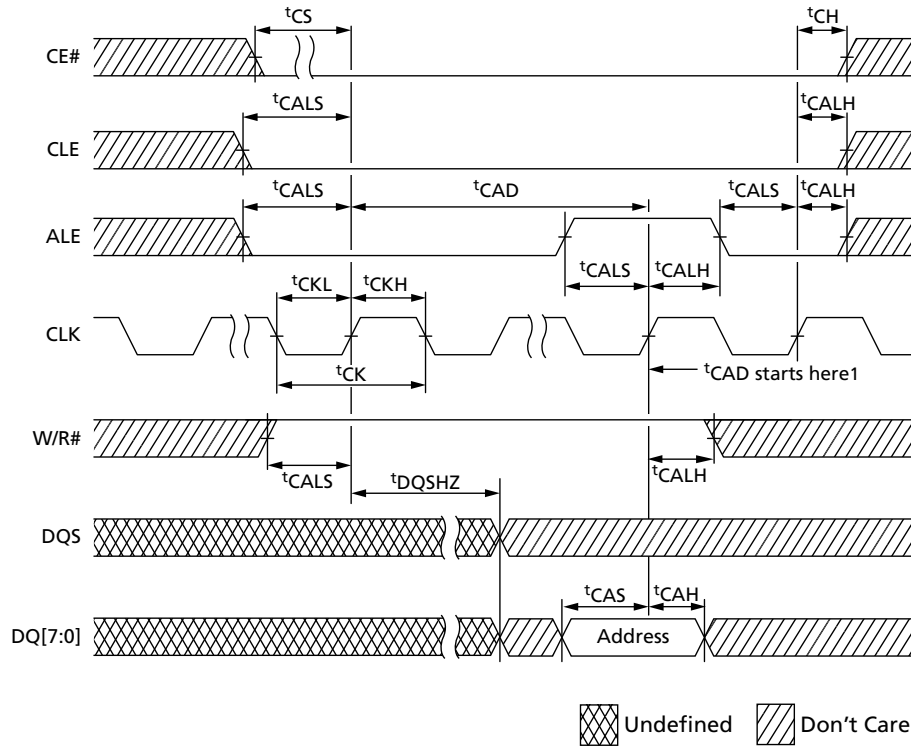 tCS
tCH
CE#
tCALS
tCALH
CLE
tCALS
tCAD
tCALS
tCALH
ALE
tCALS
tCALH
tCKL
tCKH
CLK
tCK
tCAD starts here1
W/R#
tCALS
tDQSHZ
tCALH
DQS
tCAS
tCAH
DQ[7:0]
Address
Undefined
Don't Care